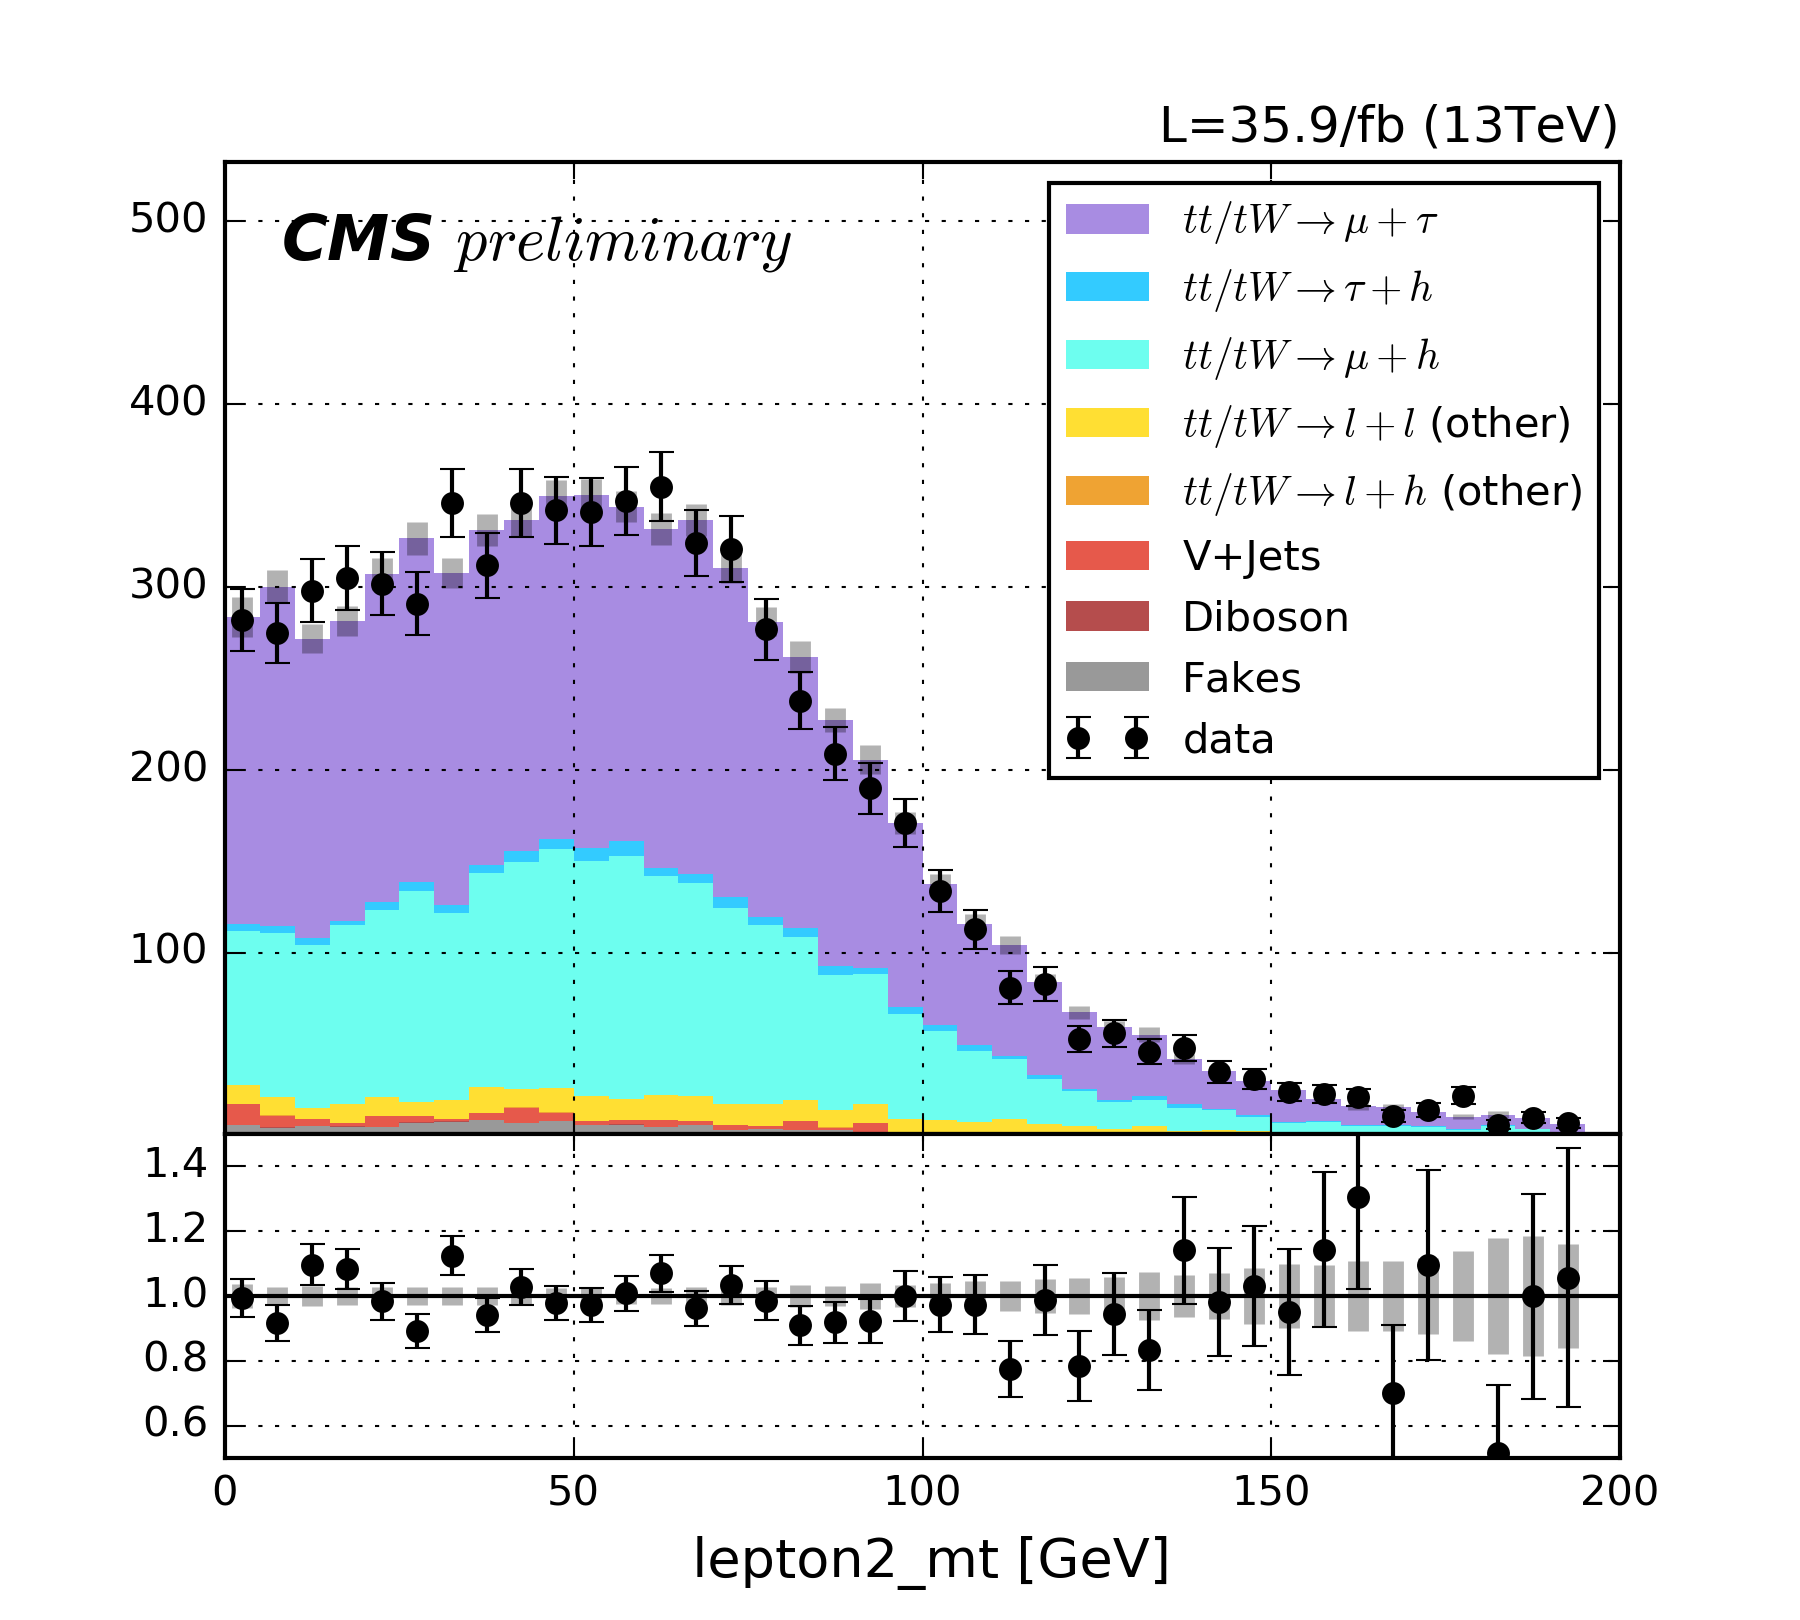 L=35.9/fb (13TeV)
CMS preliminary
500
400
300
200
100
tt/tW→μ+τ
tt/tW→τ+h
tt/tW→μ+h
tt/tW→l+l (other)
tt/tW→l+h (other)
V+Jets
Diboson
Fakes
data
1.4
1.2
1.0
0.8
0.6
0 50 100 150 200
lepton2_mt [GeV]